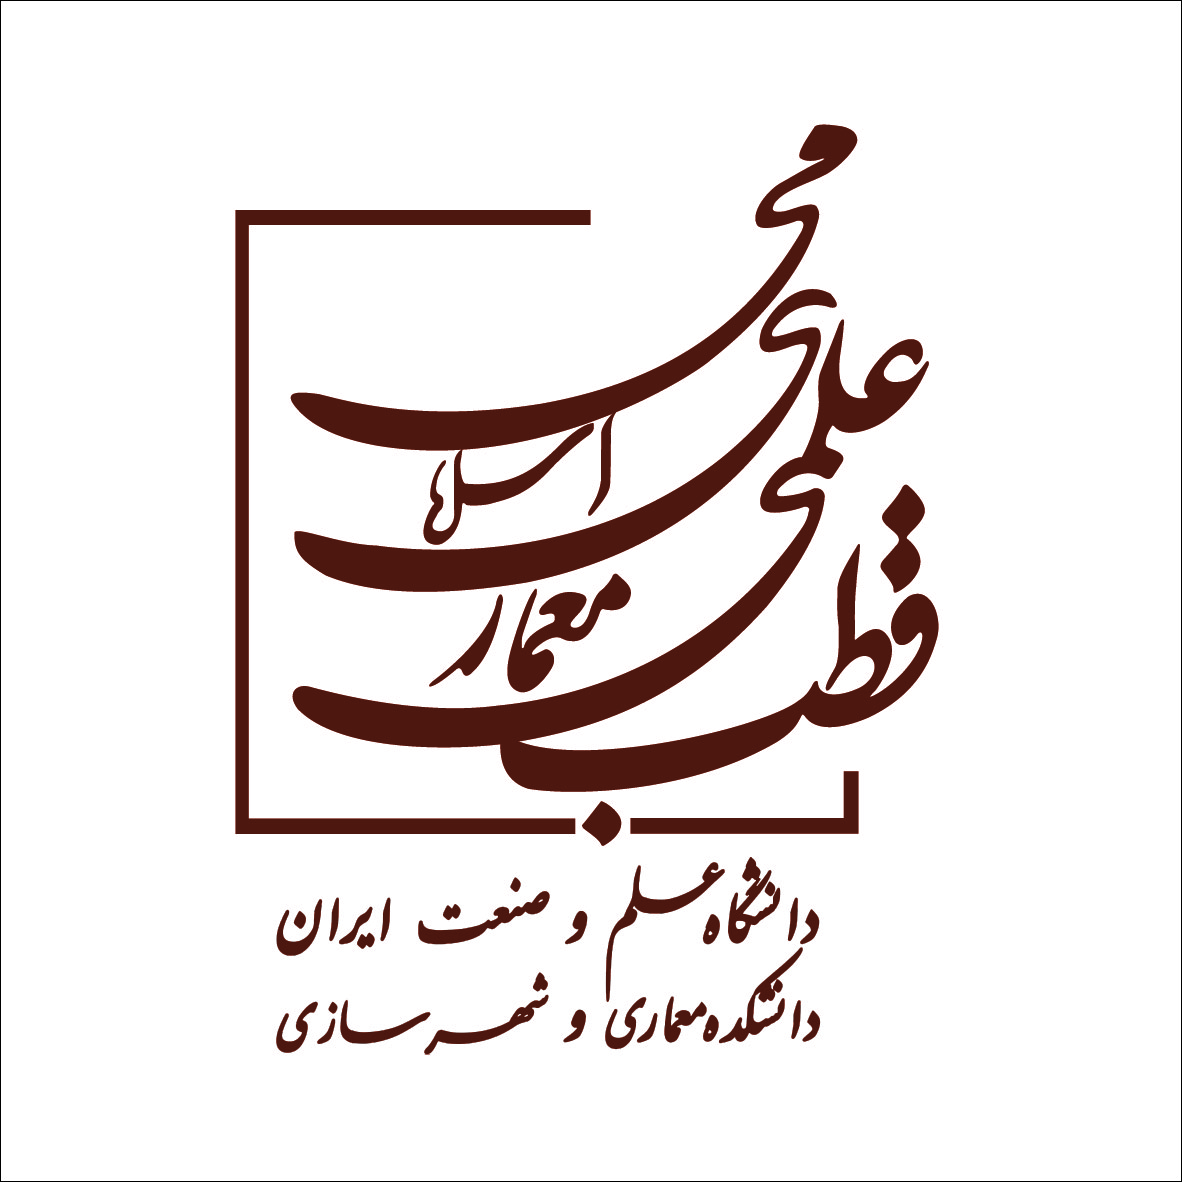 قطب علمی
معماری
اسلامی
دانشگاه علم و صنعت ایران
دانشکده معماری و شهرسازی